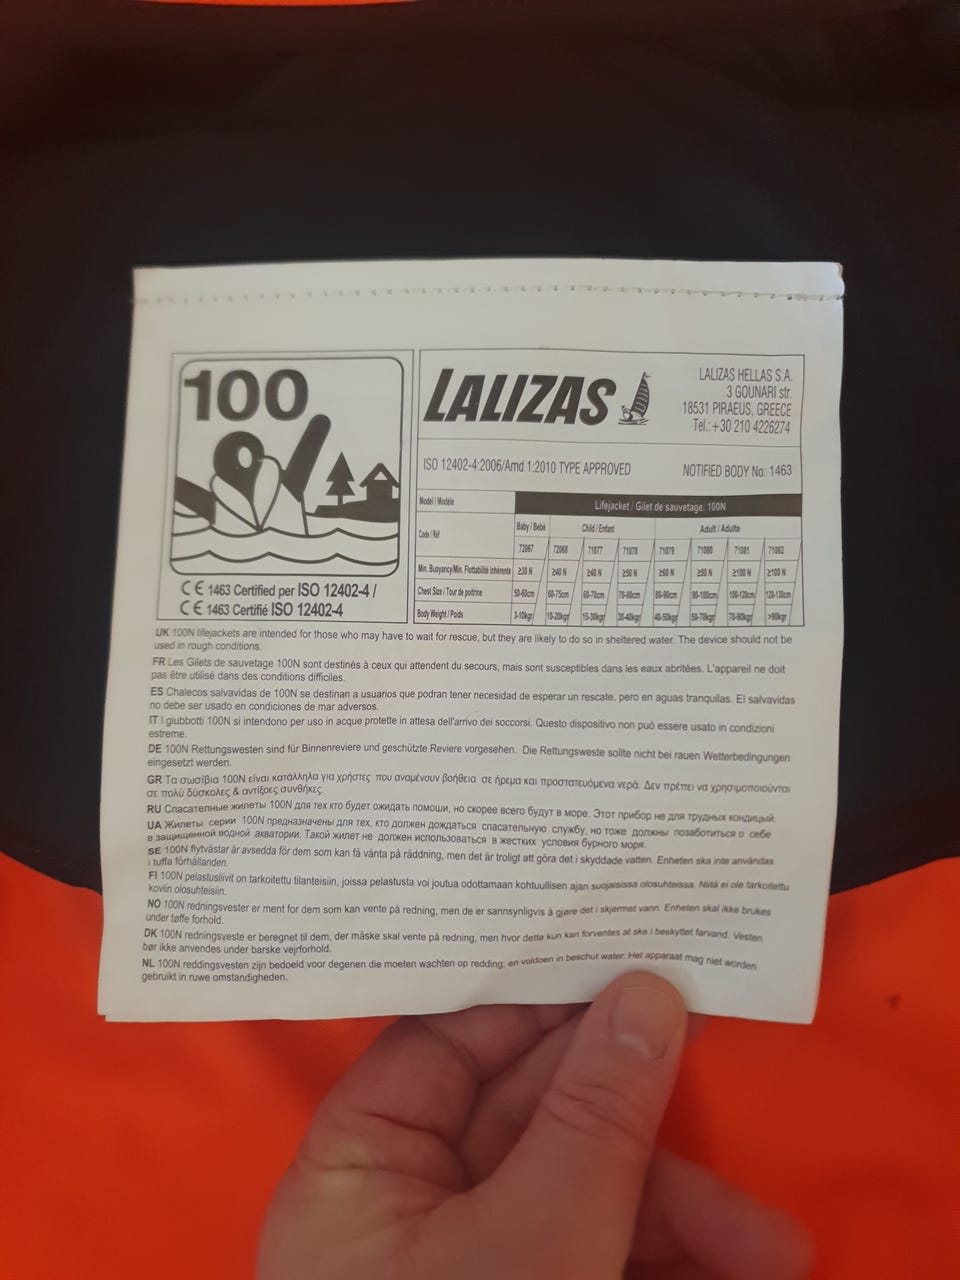 100
CE 1463 Certified per ISO 12402-4 /
CE 1463 Certifié ISO 12402-4
LALIZAS
LALIZAS HELLAS S.A.
3 GOUNARI str.
18531 PIRAEUS, GREECE
Tel.:+30 210 4226274
ISO 12402-4:2006/Amd 1:2010 TYPE APPROVED NOTIFIED BODY No: 1463
Model / Modèle Lifejacket / Gilet de sauvetage. 100N
Code / Réf Baby / Bébé Child / Enfant Adult / Adulte
72067 72068 71077 71078 71079 71080 71081 71082
Min. Buoyancy/Min. Flottabilité inhérente ≥30 N ≥40 N ≥40 N ≥50 N ≥60 N ≥80 N ≥100 N ≥100 N
Chest Size / Tour de poitrine 50-60cm 60-75cm 60-70cm 70-80cm 80-90cm 90-100cm 100-120cm 120-130cm
Body Weight / Poids 3-10kgr 10-20kgr 15-30kgr 30-40kgr 40-50kgr 50-70kgr 70-90kgr >90kgr
UK 100N lifejackets are intended for those who may have to wait for rescue, but they are likely to do so in sheltered water. The device should not be
used in rough conditions.
FR Les Gilets de sauvetage 100N sont destinés à ceux qui attendent du secours, mais sont susceptibles dans les eaux abritées. L'appareil ne doit
pas être utilisé dans des conditions difficiles.
ES Chalecos salvavidas de 100N se destinan a usuarios que podran tener necesidad de esperar un rescate, pero en aguas tranquilas. El salvavidas
no debe ser usado en condiciones de mar adversos.
IT I giubbotti 100N si intendono per uso in acque protette in attesa dell'arrivo dei soccorsi. Questo dispositivo non può essere usato in condizioni
estreme.
DE 100N Rettungswesten sind für Binnenreviere und geschützte Reviere vorgesehen. Die Rettungsweste sollte nicht bei rauen Wetterbedingungen
eingesetzt werden.
GR Τα σωσίβια 100N είναι κατάλληλα για χρήστες που αναμένουν βοήθεια σε ήρεμα και προστατευόμενα νερά. Δεν πρέπει να χρησιμοποιούνται
σε πολύ δύσκολες & αντίξοες συνθήκες.
RU Спасательные жилеты 100N для тех кто будет ожидать помоши, но скорее всего будут в море. Этот прибор не для трудных кондицый.
UA Жилеты серии 100N предназначены для тех, кто должен дождаться спасательную службу, но тоже должны позаботиться о себе
в защищенной водной акватории. Такой жилет не должен использоваться в жестких условия бурного моря.
SE 100N flytvästar är avsedda för dem som kan få vänta på räddning, men det är troligt att göra det i skyddade vatten. Enheten ska inte användas
i tuffa förhållanden.
FI 100N pelastusliivit on tarkoitettu tilanteisiin, joissa pelastusta voi joutua odottamaan kohtuullisen ajan suojaisissa olosuhteissa. Niitä ei ole tarkoitettu
koviin olosuhteisiin.
NO 100N redningsvester er ment for dem som kan vente på redning, men de er sannsynligvis å gjøre det i skjermet vann. Enheten skal ikke brukes
under tøffe forhold.
DK 100N redningsveste er beregnet til dem, der måske skal vente på redning, men hvor dette kun kan forventes at ske i beskyttet farvand. Vesten
bør ikke anvendes under barske vejrforhold.
NL 100N reddingsvesten zijn bedoeld voor degenen die moeten wachten op redding, en voldoen in beschut water. Het apparaat mag niet worden
gebruikt in ruwe omstandigheden.